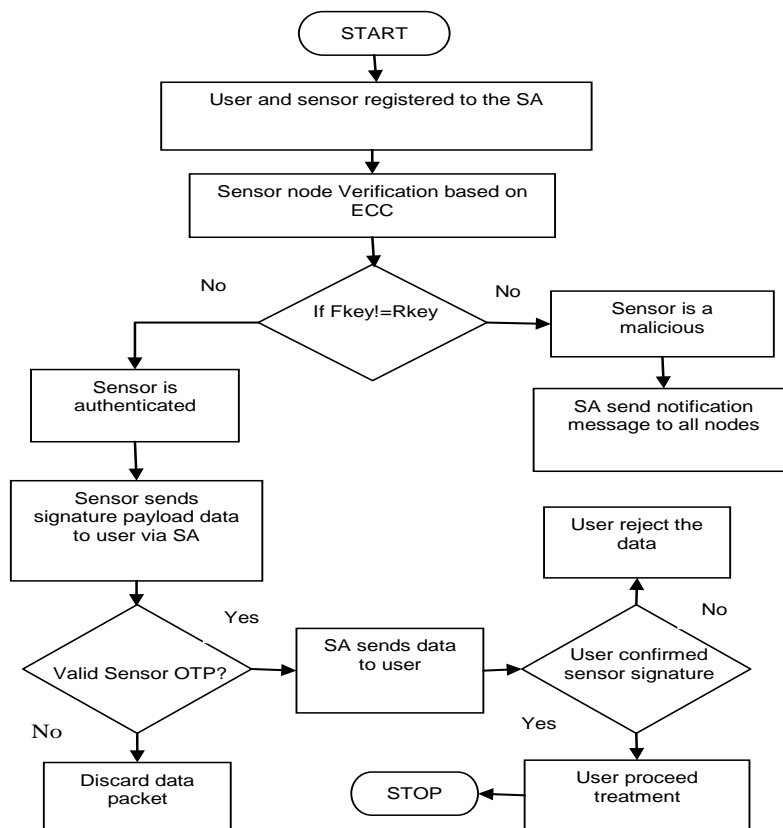 START
User and sensor registered to the SA
Sensor node Verification based on
ECC
No
If Fkey!=Rkey
No
Sensor is a
malicious
Sensor is
authenticated
SA send notification
message to all nodes
Sensor sends
signature payload data
to user via SA
User reject the
data
Yes
No
Valid Sensor OTP?
SA sends data
to user
User confirmed
sensor signature
No
Yes
Discard data
packet
STOP
User proceed
treatment